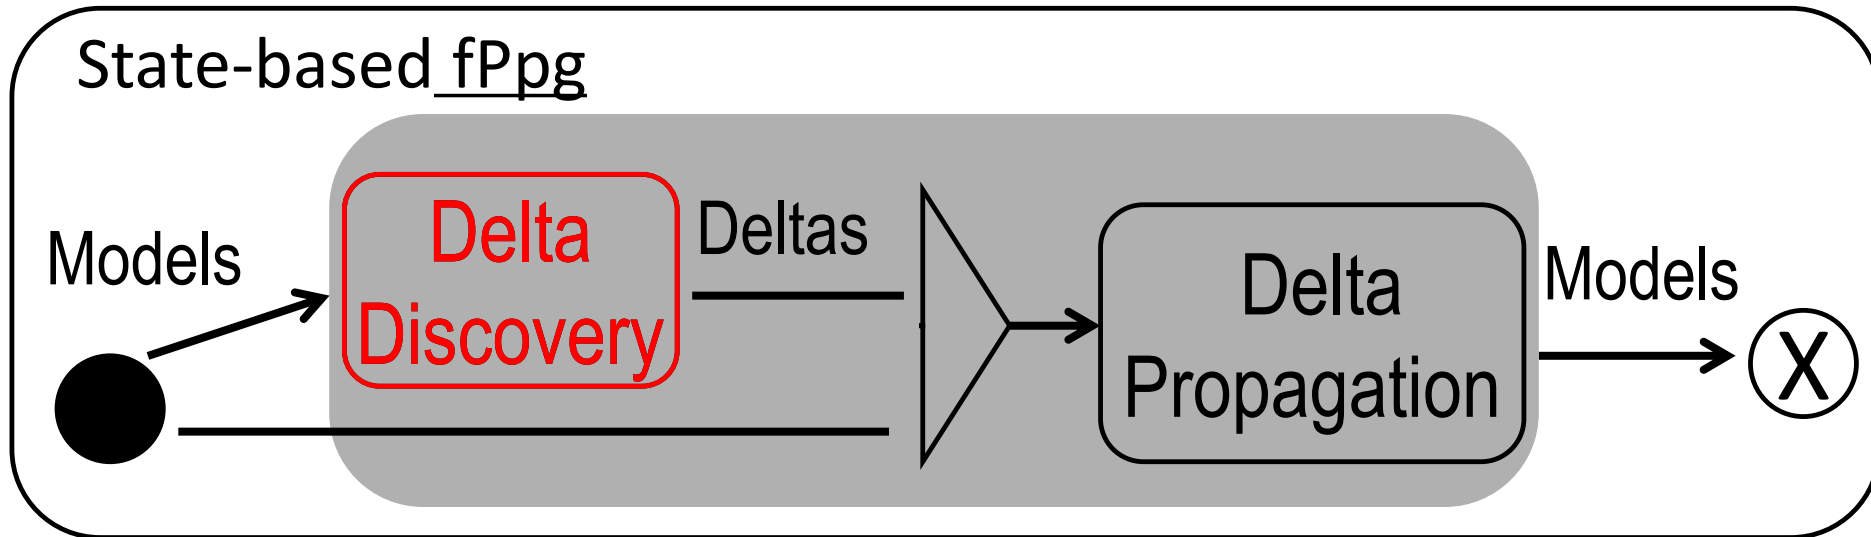 State-based fPpg
Models
Delta
Discovery
Deltas
Delta
Propagation
Models
X